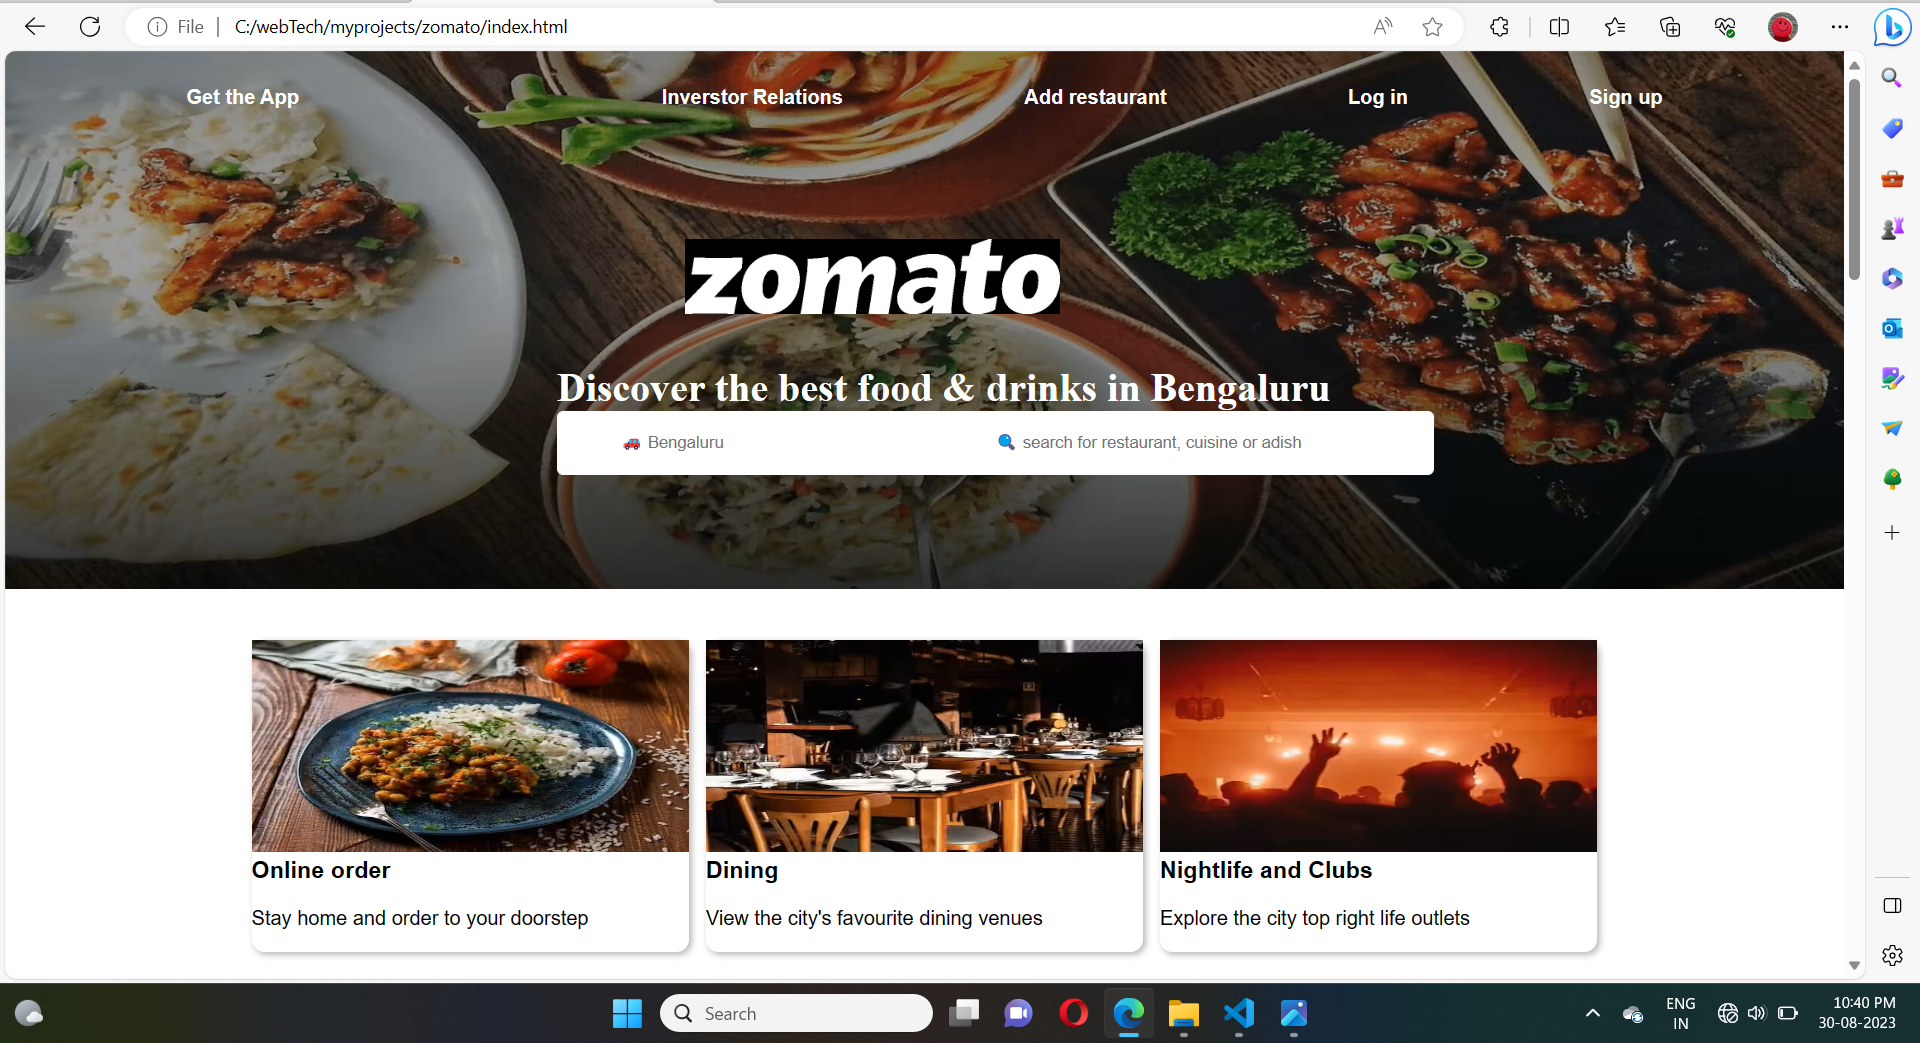 File C:/webTech/myprojects/zomato/index.html
Get the App Inverstor Relations Add restaurant Log in Sign up
zomato
Discover the best food & drinks in Bengaluru
Bengaluru search for restaurant, cuisine or adish
Online order Dining Nightlife and Clubs
Stay home and order to your doorstep View the city's favourite dining venues Explore the city top right life outlets
Search
ENG
IN
10:40 PM
30-08-2023